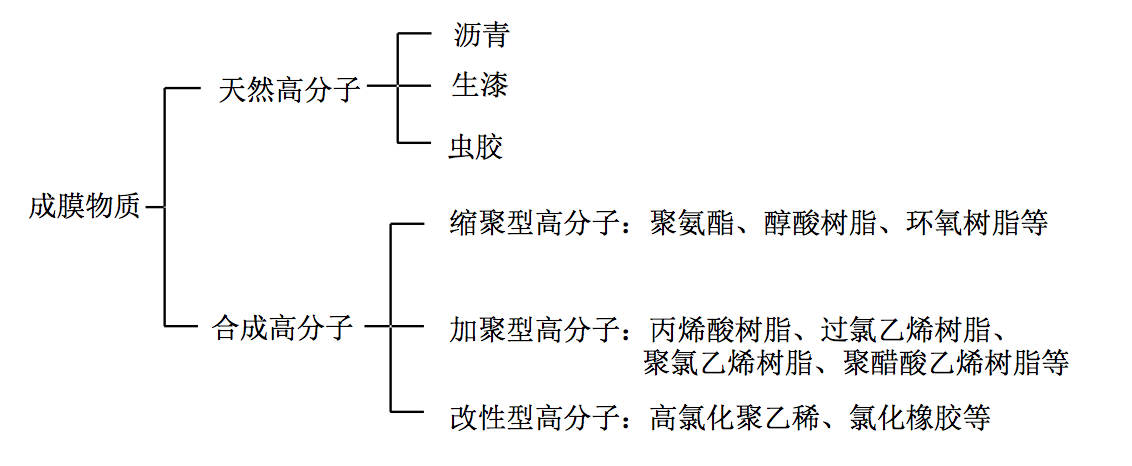 沥青
天然高分子
生漆
虫胶
成膜物质
缩聚型高分子：聚氨酯、醇酸树脂、环氧树脂等
合成高分子
加聚型高分子：丙烯酸树脂、过氯乙烯树脂、
聚氯乙烯树脂、聚醋酸乙烯树脂等
改性型高分子：高氯化聚乙稀、氯化橡胶等